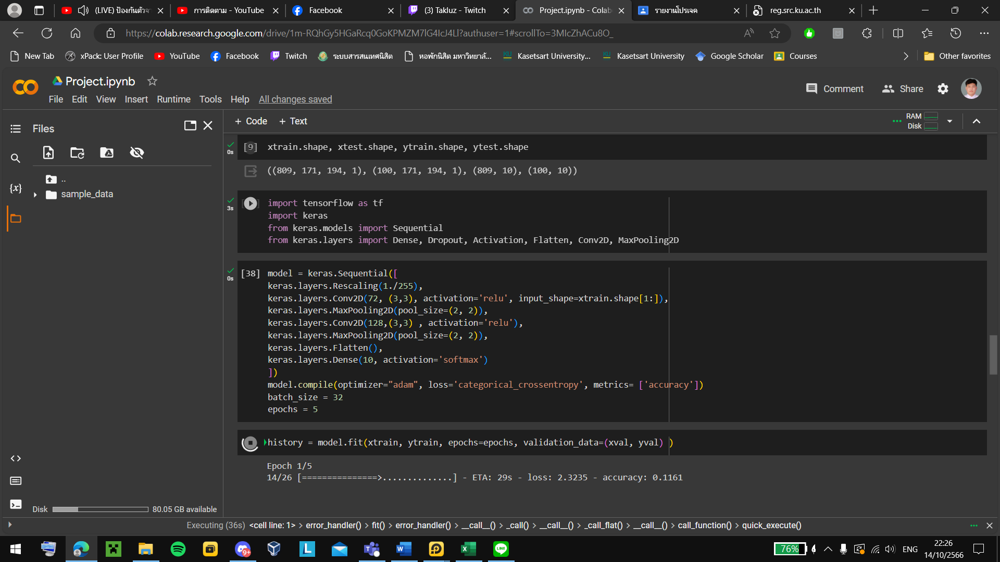 (LIVE) ป้องกันตัวจา
การติดตาม - YouTube
Facebook
(3) Takluz - Twitch
Project.ipynb - Colab
รายงานโปรเจค
reg.src.ku.ac.th
https://colab.research.google.com/drive/1m-RQhGy5HGaRcq0GoKPMZM7lG4IcJ4Ll?authuser=1#scrollTo=3MIcZhACu8O_
New Tab
xPack: User Profile
YouTube
Facebook
Twitch
ระบบสารสนเทศนิสิต
หอพักนิสิต มหาวิทยาลั...
Kasetsart University...
Kasetsart University
Google Scholar
Courses
Other favorites
Project.ipynb
File Edit View Insert Runtime Tools Help All changes saved
Comment
Share
Files
+ Code + Text
RAM
Disk
..
sample_data
0s
[9] xtrain.shape, xtest.shape, ytrain.shape, ytest.shape
((809, 171, 194, 1), (100, 171, 194, 1), (809, 10), (100, 10))
3s
import tensorflow as tf
import keras
from keras.models import Sequential
from keras.layers import Dense, Dropout, Activation, Flatten, Conv2D, MaxPooling2D
0s
[38] model = keras.Sequential([
keras.layers.Rescaling(1./255),
keras.layers.Conv2D(72, (3,3), activation='relu', input_shape=xtrain.shape[1:]),
keras.layers.MaxPooling2D(pool_size=(2, 2)),
keras.layers.Conv2D(128,(3,3) , activation='relu'),
keras.layers.MaxPooling2D(pool_size=(2, 2)),
keras.layers.Flatten(),
keras.layers.Dense(10, activation='softmax')
])
model.compile(optimizer="adam", loss='categorical_crossentropy', metrics= ['accuracy'])
batch_size = 32
epochs = 5
history = model.fit(xtrain, ytrain, epochs=epochs, validation_data=(xval, yval) )
Epoch 1/5
14/26 [===============>..............] - ETA: 29s - loss: 2.3235 - accuracy: 0.1161
Disk
80.05 GB available
Executing (36s) <cell line: 1> > error_handler() > fit() > error_handler() > __call__() > _call() > __call__() > _call_flat() > __call__() > call_function() > quick_execute()
76%
ENG
22:26
14/10/2566